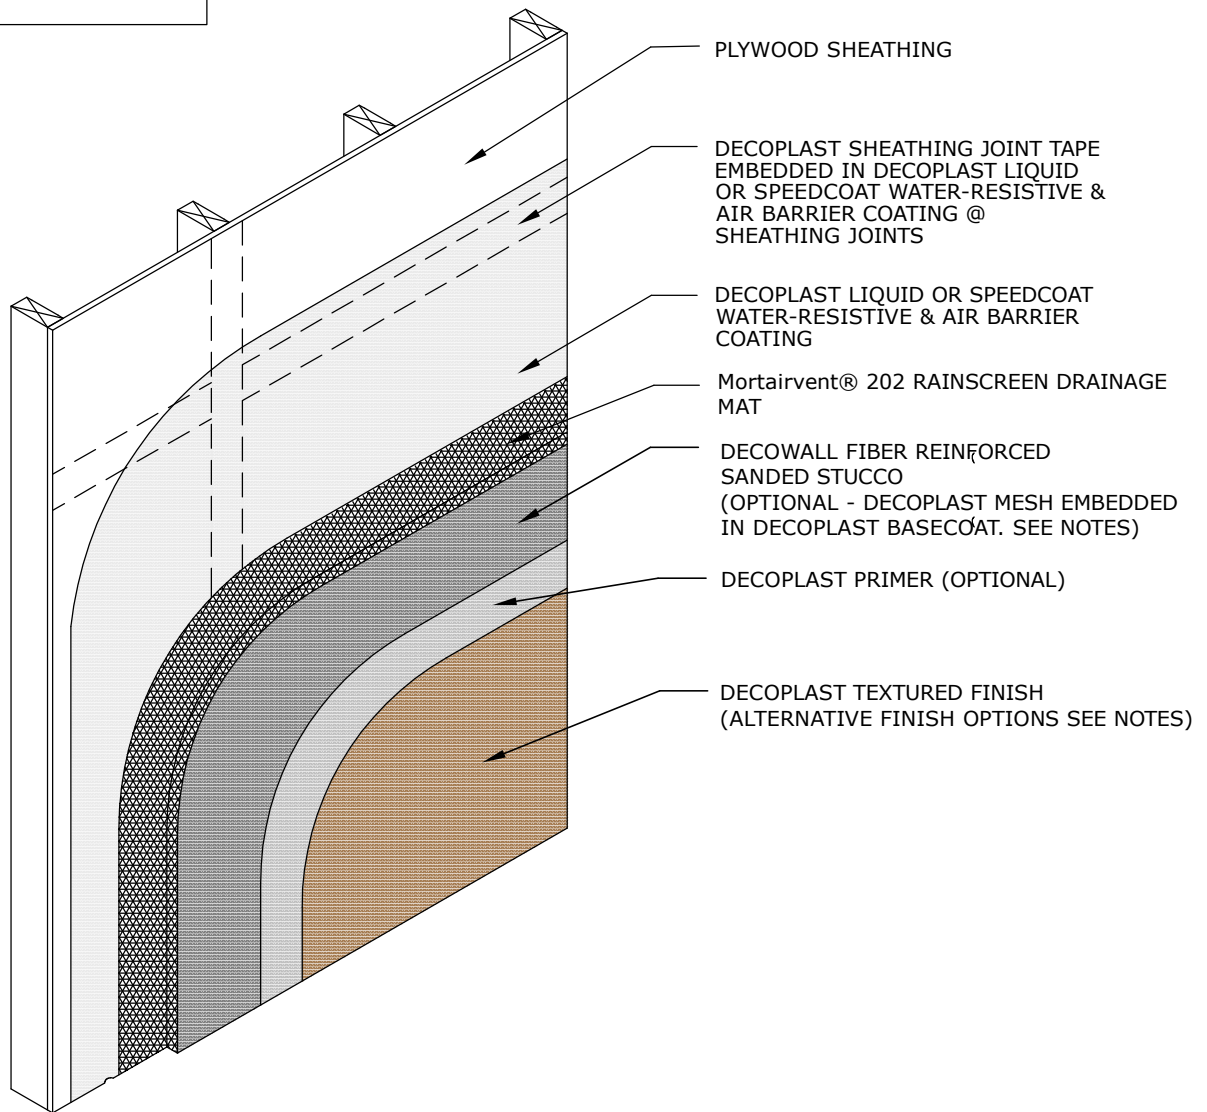 PLYWOOD SHEATHING
DECOPLAST SHEATHING JOINT TAPE
EMBEDDED IN DECOPLAST LIQUID
OR SPEEDCOAT WATER-RESISTIVE &
AIR BARRIER COATING @
SHEATHING JOINTS
DECOPLAST LIQUID OR SPEEDCOAT
WATER-RESISTIVE & AIR BARRIER
COATING
Mortairvent® 202 RAINSCREEN DRAINAGE
MAT
DECOWALL FIBER REINFORCED
SANDED STUCCO
(OPTIONAL - DECOPLAST MESH EMBEDDED
IN DECOPLAST BASECOAT. SEE NOTES)
DECOPLAST PRIMER (OPTIONAL)
DECOPLAST TEXTURED FINISH
(ALTERNATIVE FINISH OPTIONS SEE NOTES)